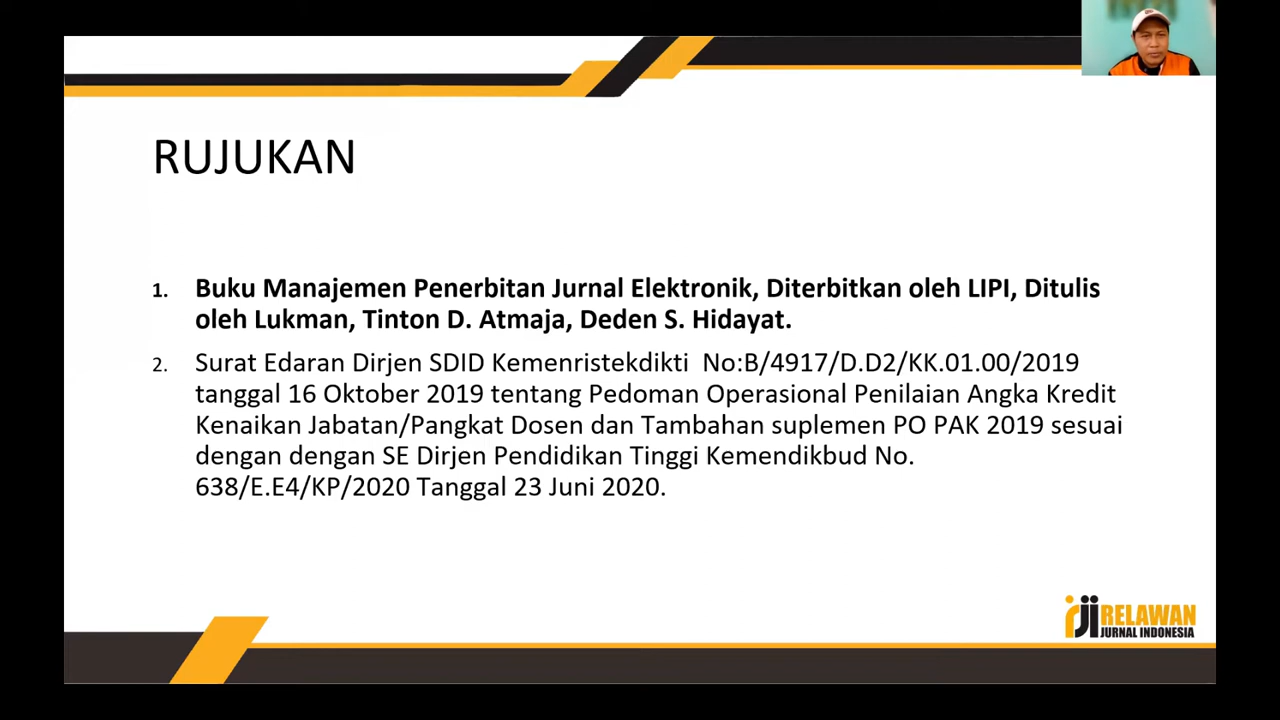 RUJUKAN
1. Buku Manajemen Penerbitan Jurnal Elektronik, Diterbitkan oleh LIPI, Ditulis
oleh Lukman, Tinton D. Atmaja, Deden S. Hidayat.
2. Surat Edaran Dirjen SDID Kemenristekdikti No:B/4917/D.D2/KK.01.00/2019
tanggal 16 Oktober 2019 tentang Pedoman Operasional Penilaian Angka Kredit
Kenaikan Jabatan/Pangkat Dosen dan Tambahan suplemen PO PAK 2019 sesuai
dengan dengan SE Dirjen Pendidikan Tinggi Kemendikbud No.
638/E.E4/KP/2020 Tanggal 23 Juni 2020.
rji RELAWAN
JURNAL INDONESIA